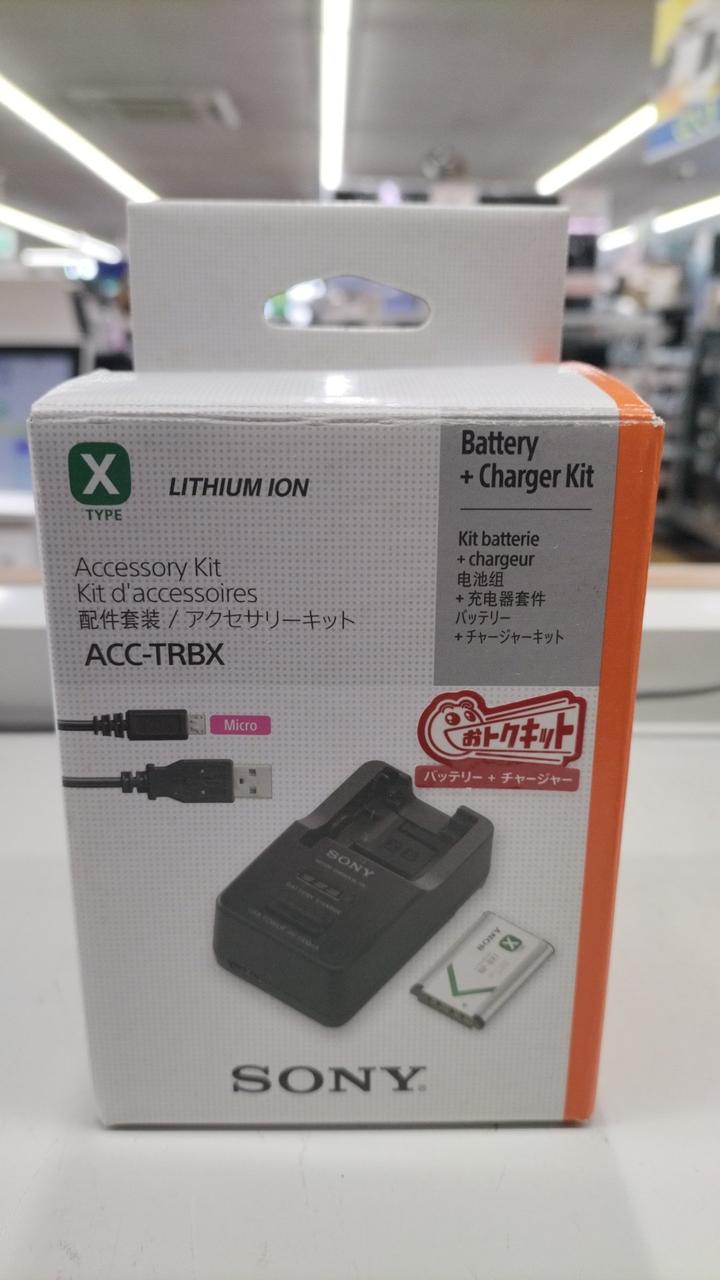 X
TYPE
LITHIUM ION
Battery
+ Charger Kit
Kit batterie
+ chargeur
电池组
+ 充电器套件
バッテリー
+ チャージャーキット
Accessory Kit
Kit d'accessoires
配件套装 / アクセサリーキット
ACC-TRBX
Micro
おトクキット
バッテリー + チャージャー
SONY
BATTERY CHARGE
SONY
X
SONY